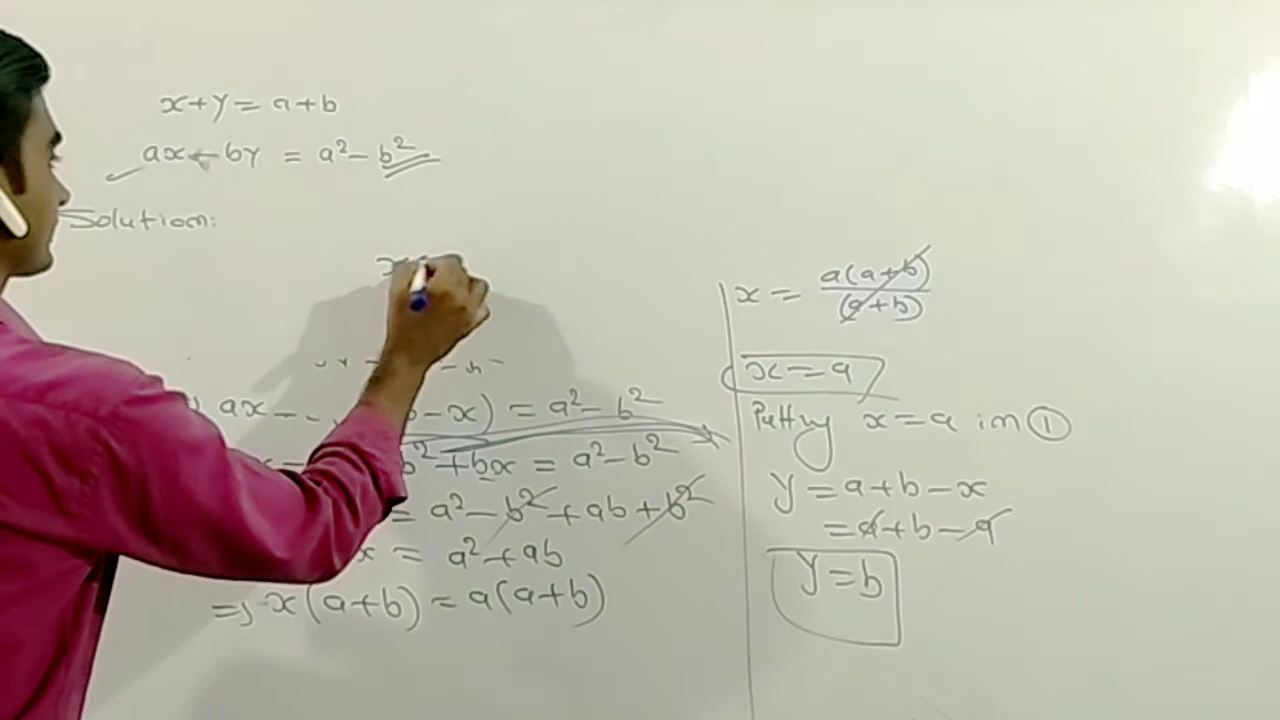 x+y= a+b
ax - by = a²- b²
Solution:
ax - - x) = a²- b²
b²+bx = a²- b²
= a²- b²+ab+b²
x = a²+ab
=> x(a+b) = a(a+b)
x = a(a+b)/(a+b)
x=a
Putting x=a in ①
y = a+b-x
= a+b-a
y=b